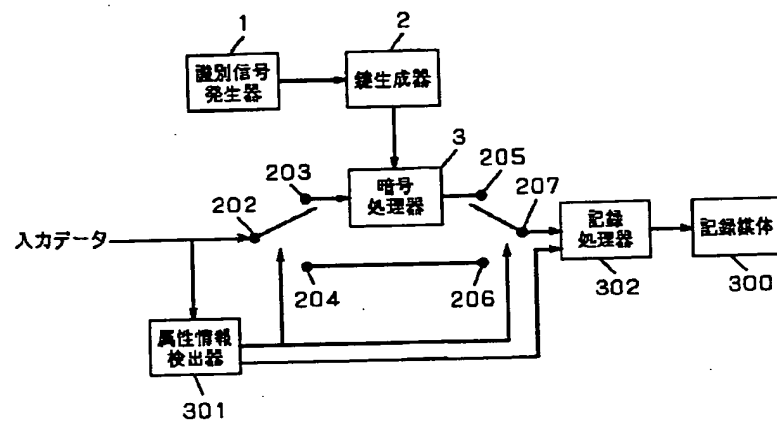 1
2
識別信号
発生器
鍵生成器
3
203
205
暗号
処理器
207
202
記録
処理器
記録媒体
入力データ
204
206
302
300
属性情報
検出器
301